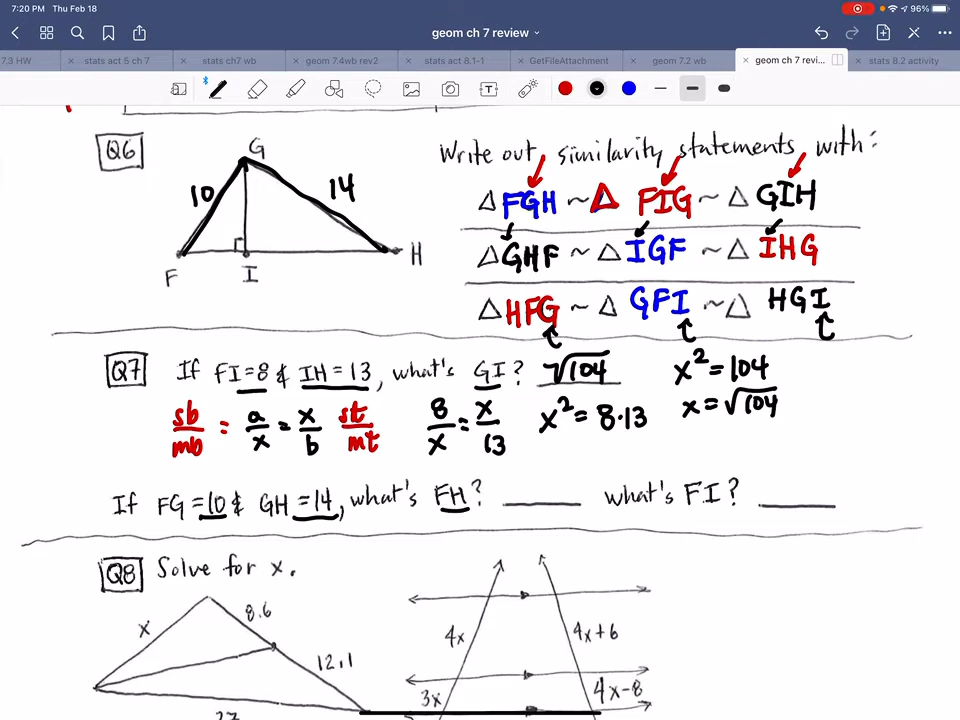 7:20 PM Thu Feb 18
96%
geom ch 7 review
7.3 HW
stats act 5 ch 7
stats ch7 wb
geom 7.4wb rev2
stats act 8.1-1
GetFileAttachment
geom 7.2 wb
geom ch 7 revi...
stats 8.2 activity
Q6
G
10
14
F
I
H
Write out similarity statements with:
△ FGH ~ △ FIG ~ △ GIH
△ GHF ~ △ IGF ~ △ IHG
△ HFG ~ △ GFI ~ △ HGI
Q7 If FI=8 & IH=13, what's GI? √104
x² = 104
sb/mb = a/x = x/b st/mt
8/x = x/13
x² = 8·13
x = √104
If FG=10 & GH=14, what's FH? ______ what's FI? ______
Q8 Solve for x.
x
8.6
12.1
4x
4x+6
3x
4x-8